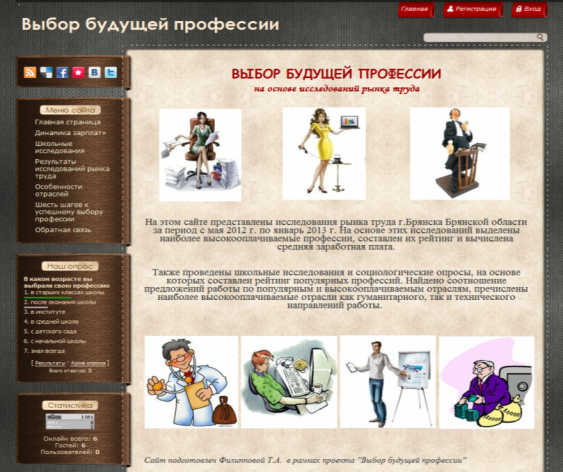 Главная
Регистрация
Вход
Выбор будущей профессии
ВЫБОР БУДУЩЕЙ ПРОФЕССИИ
на основе исследований рынка труда
Меню сайта
Главная страница
Динамика зарплат»
Школьные
исследования
Результаты
исследований рынка
труда
Особенности
отраслей
Шесть шагов к
успешному выбору
профессии
Обратная связь
На этом сайте представлены исследования рынка труда г.Брянска Брянской области
за период с мая 2012 г. по январь 2013 г. На основе этих исследований выделены
наиболее высокооплачиваемые профессии, составлен их рейтинг и вычислена
средняя заработная плата.
Также проведены школьные исследования и социологические опросы, на основе
которых составлен рейтинг популярных профессий. Найдено соотношение
предложений работы по популярным и высокооплачиваемым отраслям, пречислены
наиболее высокооплачиваемые отрасли как гуманитарного, так и технического
направлений работы.
Наш опрос
В каком возрасте вы
выбрали свою профессию
1. в старших классах школы
2. после окончания школы
3. в институте
4. в средней школе
5. с детского сада
6. с начальной школы
7. знал всегда
[ Результаты · Архив опросов ]
Всего ответов: 3
Статистика
Онлайн всего: 6
Гостей: 6
Пользователей: 0
Сайт подготовлен Филипповой Т.А. в рамках проекта "Выбор будущей профессии"